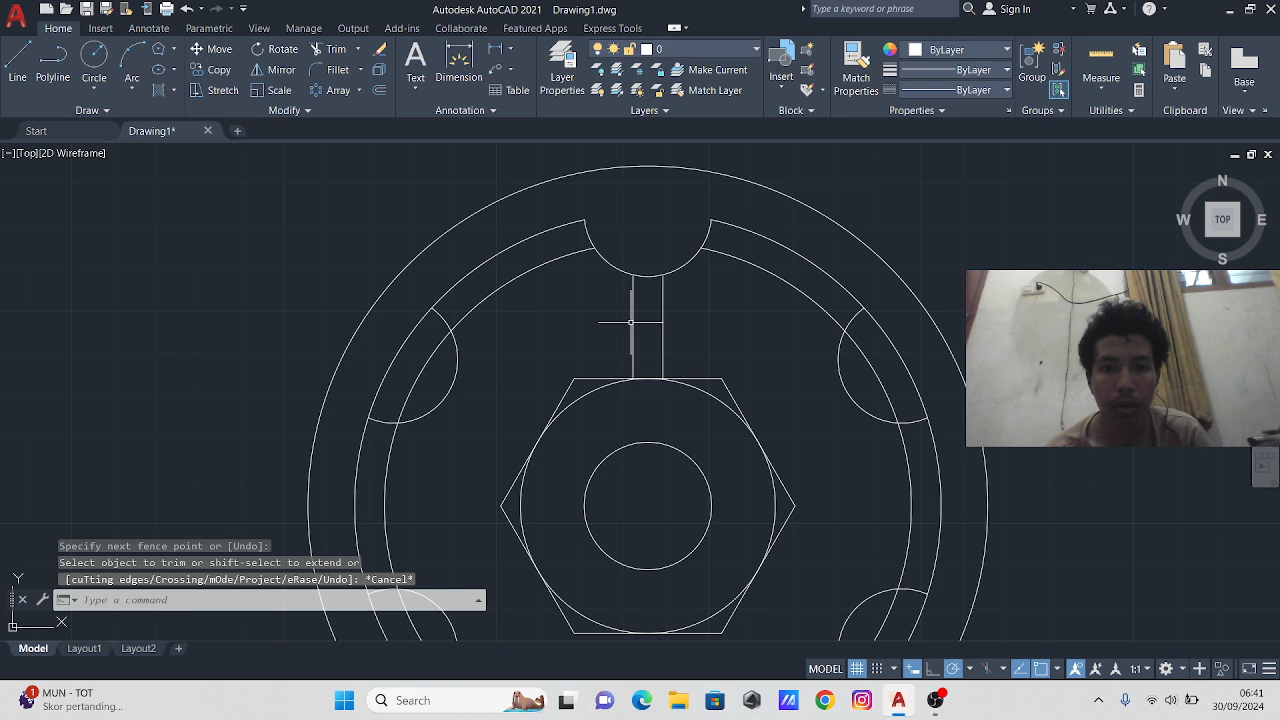 Autodesk AutoCAD 2021 Drawing1.dwg
Type a keyword or phrase
Sign In
Home Insert Annotate Parametric View Manage Output Add-ins Collaborate Express Tools Featured Apps
Line Polyline Circle Arc
Move Rotate Trim
Copy Mirror Fillet
Stretch Scale Array
Text Dimension Table
Layer Properties
0
Make Current
Match Layer
Insert
Match Properties
ByLayer
ByLayer
ByLayer
Group
Measure
Paste
Base
Draw Modify Annotation Layers Block Properties Groups Utilities Clipboard View
Start Drawing1*
[−][Top][2D Wireframe]
N
W TOP E
S
Specify next fence point or [Undo]:
Select object to trim or shift-select to extend or
[cuTting edges/Crossing/mOde/Project/eRase/Undo]: *Cancel*
Y
Type a command
X
Model Layout1 Layout2
MODEL
1:1
1
MUN - TOT
Skor pertanding...
Search
06:41
30/09/2024